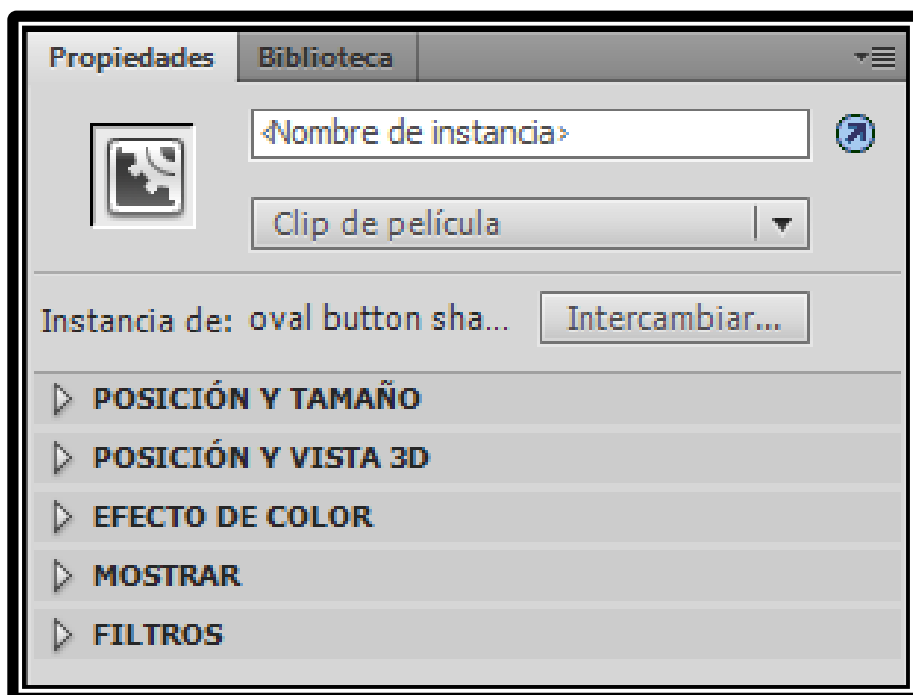 Propiedades Biblioteca
<Nombre de instancia>
Clip de película
Instancia de: oval button sha... Intercambiar...
POSICIÓN Y TAMAÑO
POSICIÓN Y VISTA 3D
EFECTO DE COLOR
MOSTRAR
FILTROS